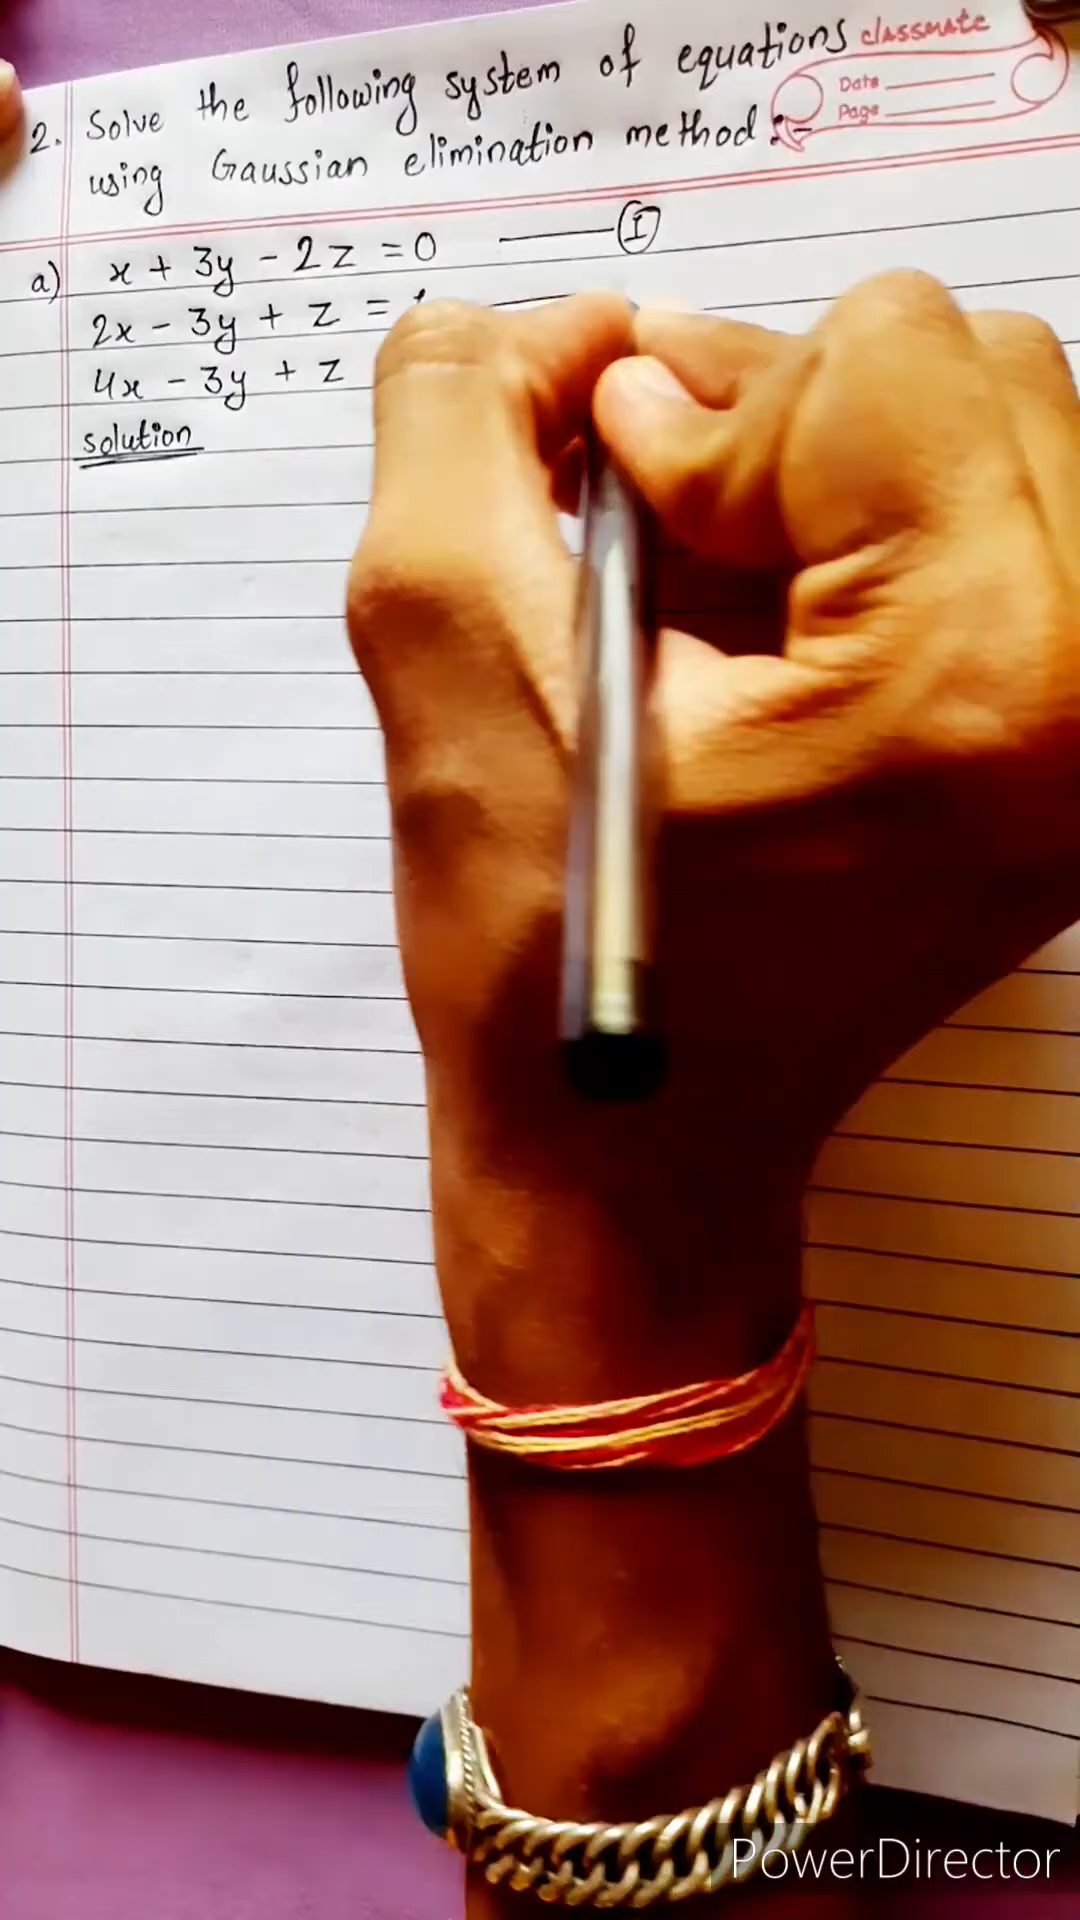 2. Solve the following system of equations classmate
Date
Page
using Gaussian elimination method :-
a) x + 3y - 2z = 0 ——— I
2x - 3y + z =
4x - 3y + z
solution
PowerDirector